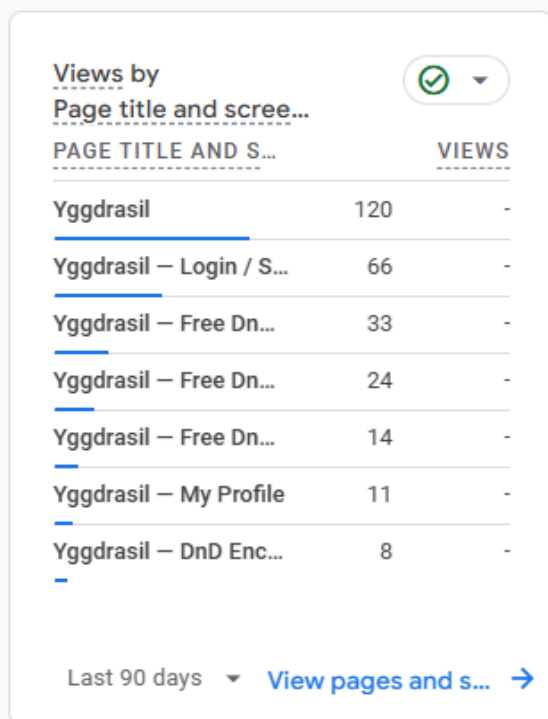 Views by
Page title and scree...
PAGE TITLE AND S... VIEWS
Yggdrasil 120 -
Yggdrasil — Login / S... 66 -
Yggdrasil — Free Dn... 33 -
Yggdrasil — Free Dn... 24 -
Yggdrasil — Free Dn... 14 -
Yggdrasil — My Profile 11 -
Yggdrasil — DnD Enc... 8 -
Last 90 days View pages and s...